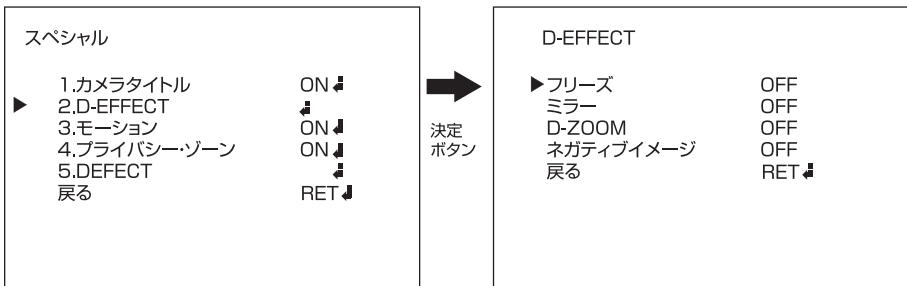 スペシャル
1.カメラタイトル ON↲
▶ 2.D-EFFECT ↲
3.モーション ON↲
4.プライバシー・ゾーン ON↲
5.DEFECT ↲
戻る RET↲
決定
ボタン
D-EFFECT
▶フリーズ OFF
ミラー OFF
D-ZOOM OFF
ネガティブイメージ OFF
戻る RET↲